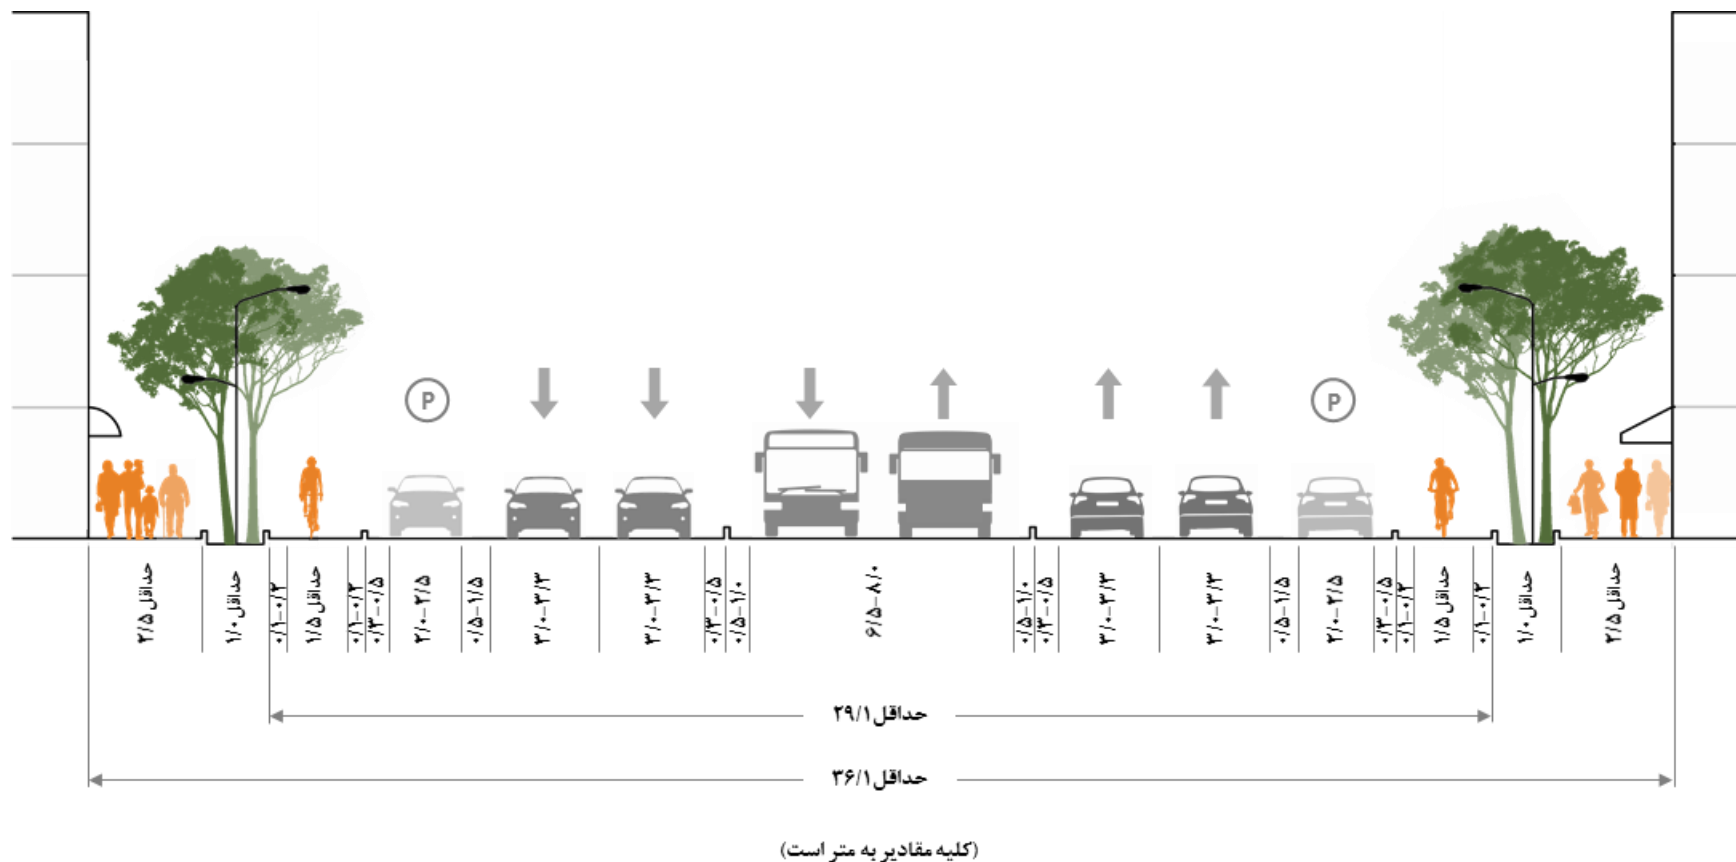 P
P
حداقل ۲/۵
حداقل ۱/۰
۰/۱-۰/۲
حداقل ۱/۵
۰/۱-۰/۲
۰/۳-۰/۵
۲/۰-۲/۵
۰/۵-۱/۵
۳/۰-۳/۳
۳/۰-۳/۳
۰/۳-۰/۵
۰/۵-۱/۰
۶/۵-۸/۰
۰/۵-۱/۰
۰/۳-۰/۵
۳/۰-۳/۳
۳/۰-۳/۳
۰/۵-۱/۵
۲/۰-۲/۵
۰/۳-۰/۵
۰/۱-۰/۲
حداقل ۱/۵
۰/۱-۰/۲
حداقل ۱/۰
حداقل ۲/۵
حداقل ۲۹/۱
حداقل ۳۶/۱
(کلیه مقادیر به متر است)